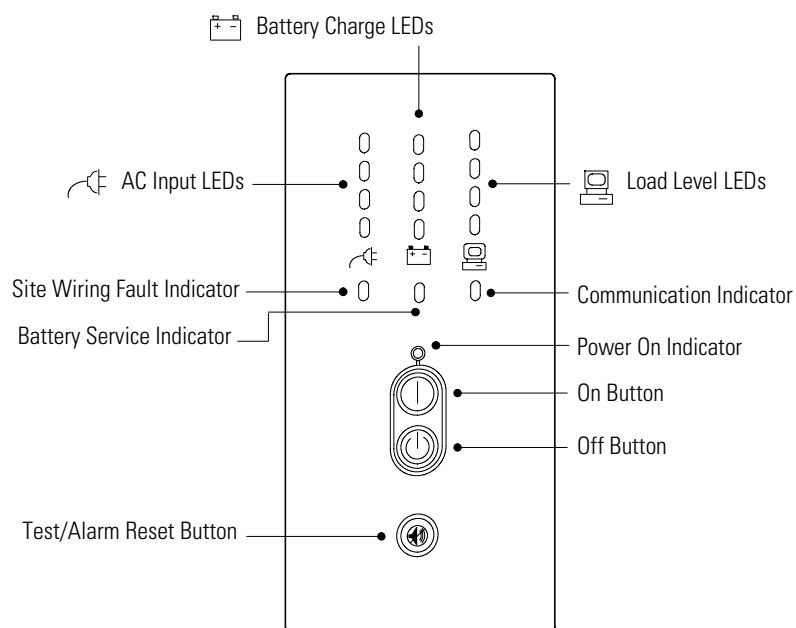 Battery Charge LEDs
AC Input LEDs
Load Level LEDs
Site Wiring Fault Indicator
Communication Indicator
Battery Service Indicator
Power On Indicator
On Button
Off Button
Test/Alarm Reset Button